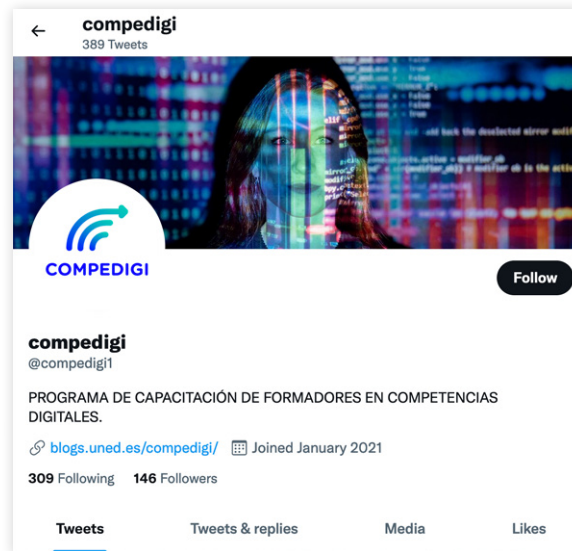 compedigi
389 Tweets
COMPEDIGI
Follow
compedigi
@compedigi1
PROGRAMA DE CAPACITACIÓN DE FORMADORES EN COMPETENCIAS
DIGITALES.
blogs.uned.es/compedigi/ Joined January 2021
309 Following 146 Followers
Tweets Tweets & replies Media Likes